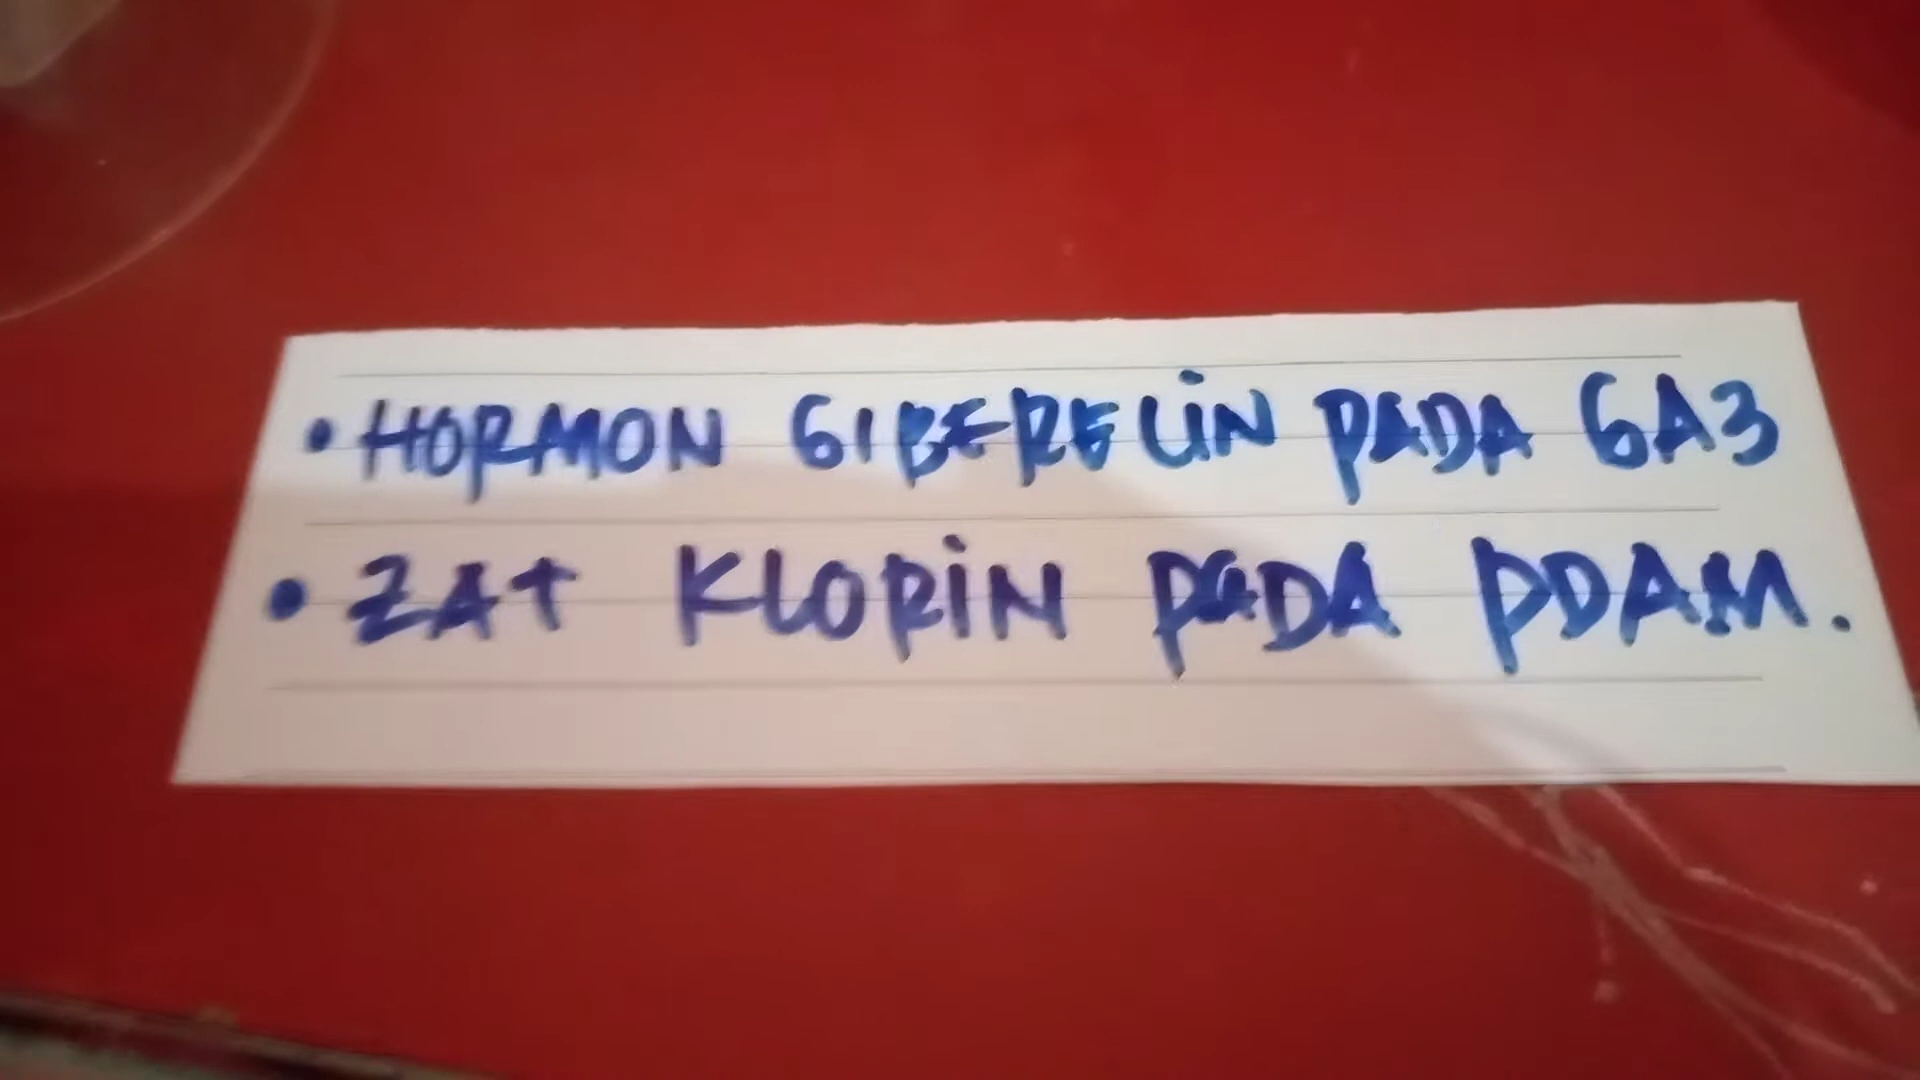 • HORMON GIBERELIN PADA GA3
• ZAT KLORIN PADA PDAM.